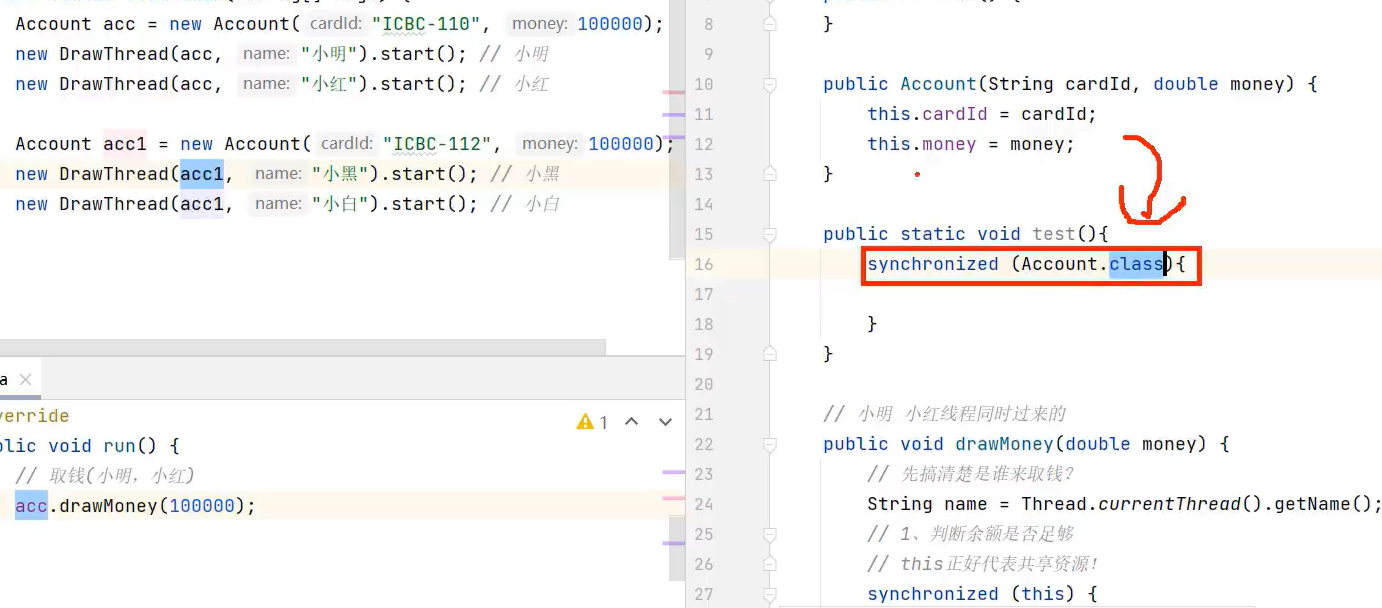 Account acc = new Account( cardId: "ICBC-110", money: 100000);
new DrawThread(acc, name: "小明").start(); // 小明
new DrawThread(acc, name: "小红").start(); // 小红
Account acc1 = new Account( cardId: "ICBC-112", money: 100000);
new DrawThread(acc1, name: "小黑").start(); // 小黑
new DrawThread(acc1, name: "小白").start(); // 小白
a
verride
blic void run() {
// 取钱(小明，小红)
acc.drawMoney(100000);
1
8 }
9
10 public Account(String cardId, double money) {
11 this.cardId = cardId;
12 this.money = money;
13 }
14
15 public static void test(){
16 synchronized (Account.class){
17
18 }
19 }
20
21 // 小明 小红线程同时过来的
22 public void drawMoney(double money) {
23 // 先搞清楚是谁来取钱？
24 String name = Thread.currentThread().getName();
25 // 1、判断余额是否足够
26 // this正好代表共享资源！
27 synchronized (this) {